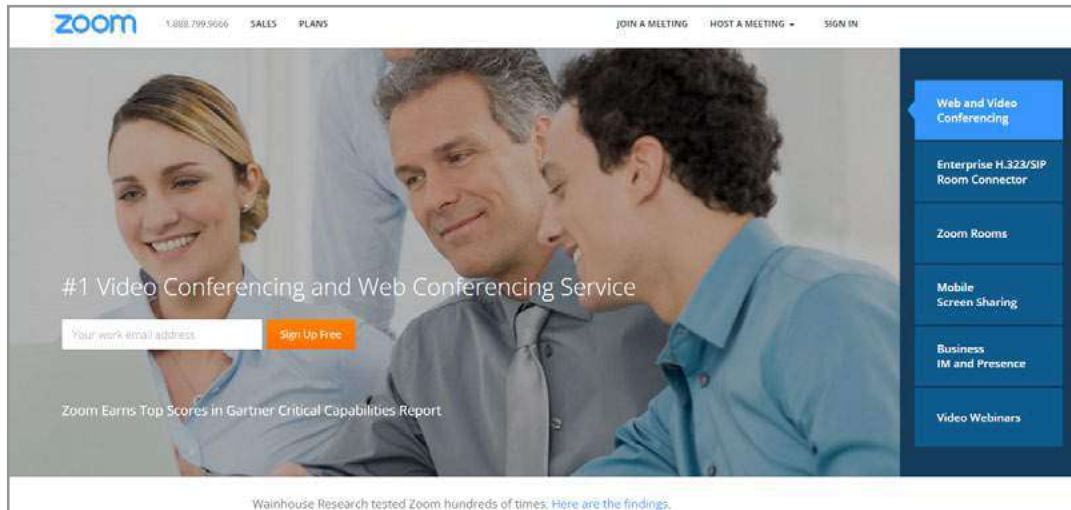 zoom 1.888.799.9666 SALES PLANS JOIN A MEETING HOST A MEETING SIGN IN
Web and Video
Conferencing
Enterprise H.323/SIP
Room Connector
Zoom Rooms
Mobile
Screen Sharing
Business
IM and Presence
Video Webinars
#1 Video Conferencing and Web Conferencing Service
Your work email address Sign Up Free
Zoom Earns Top Scores in Gartner Critical Capabilities Report
Wainhouse Research tested Zoom hundreds of times. Here are the findings.